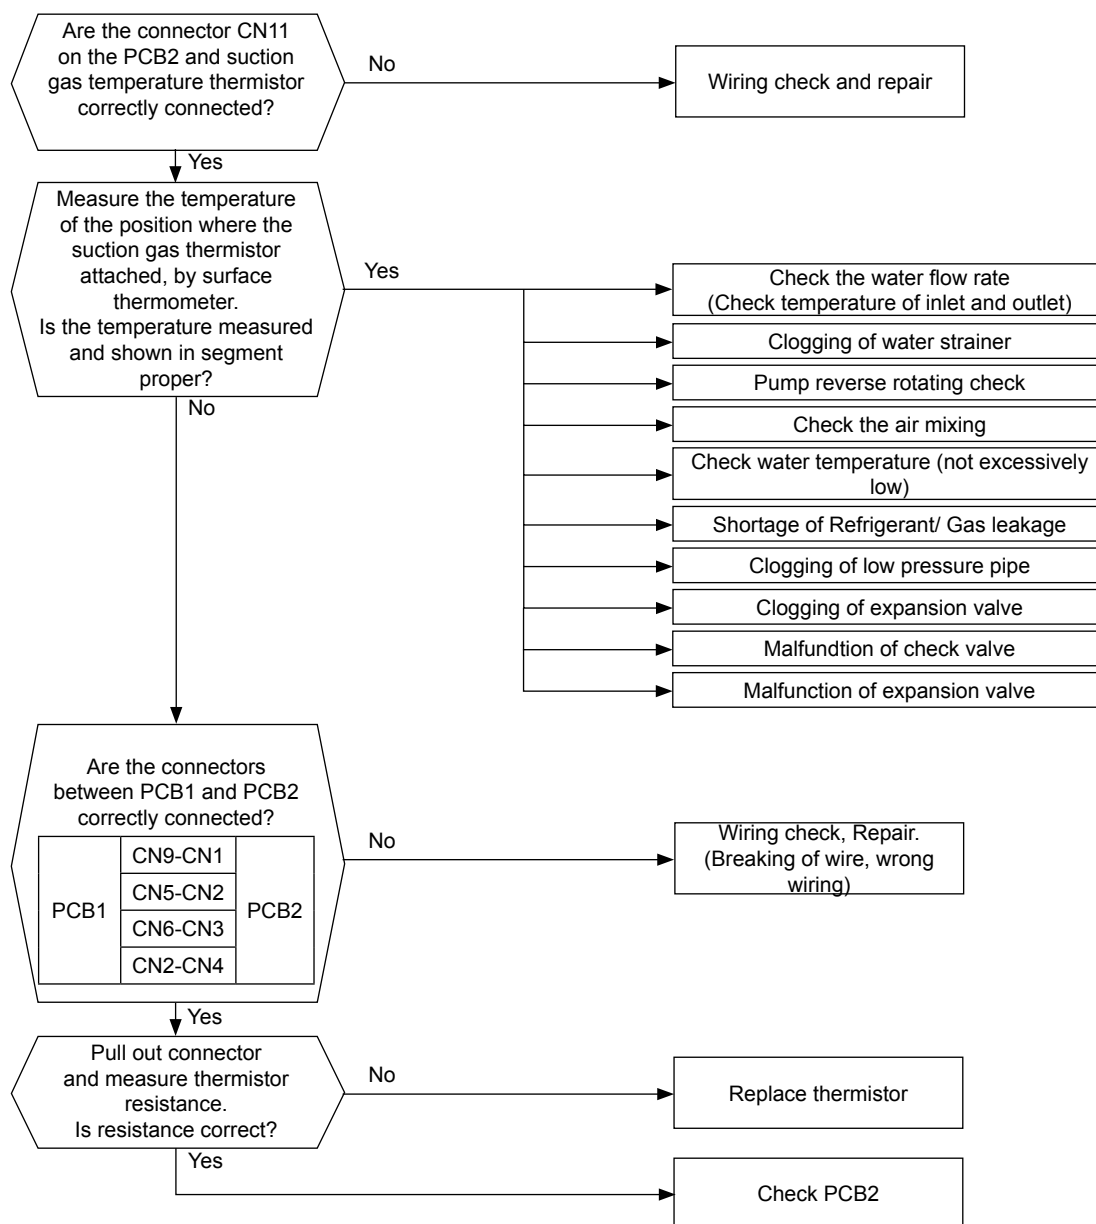 Are the connector CN11
on the PCB2 and suction
gas temperature thermistor
correctly connected?
No
Wiring check and repair
Yes
Measure the temperature
of the position where the
suction gas thermistor
attached, by surface
thermometer.
Is the temperature measured
and shown in segment
proper?
Yes
Check the water flow rate
(Check temperature of inlet and outlet)
Clogging of water strainer
Pump reverse rotating check
Check the air mixing
Check water temperature (not excessively
low)
Shortage of Refrigerant/ Gas leakage
Clogging of low pressure pipe
Clogging of expansion valve
Malfundtion of check valve
Malfunction of expansion valve
No
Are the connectors
between PCB1 and PCB2
correctly connected?
PCB1
CN9-CN1
CN5-CN2
CN6-CN3
CN2-CN4
PCB2
No
Wiring check, Repair.
(Breaking of wire, wrong
wiring)
Yes
Pull out connector
and measure thermistor
resistance.
Is resistance correct?
No
Replace thermistor
Yes
Check PCB2